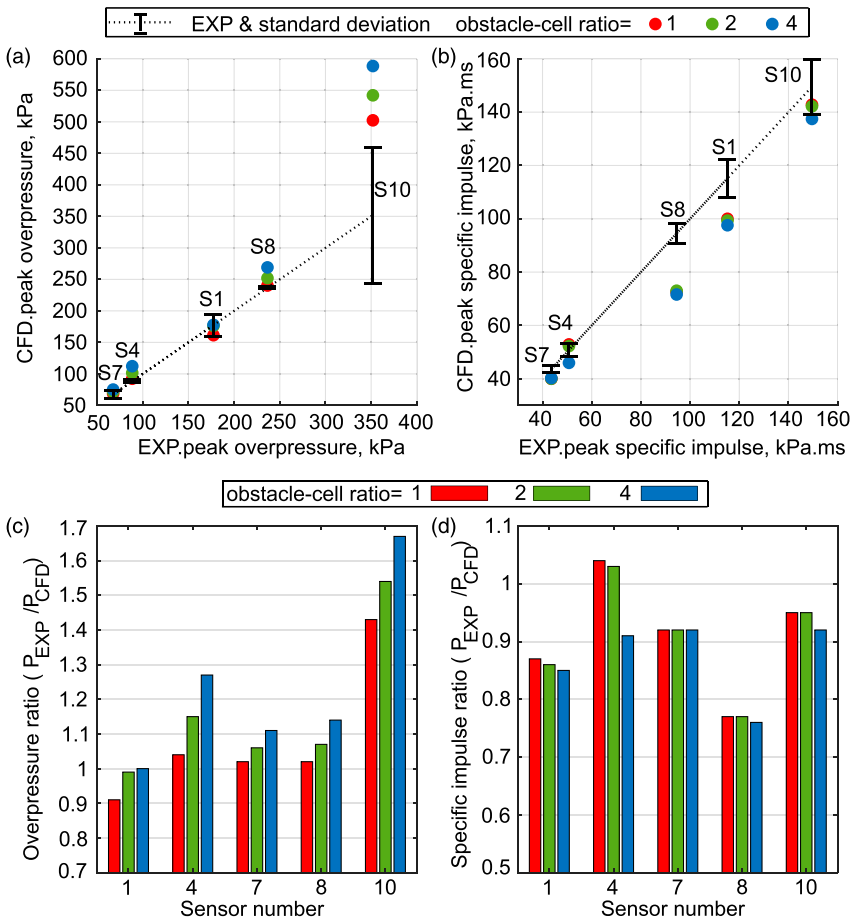 EXP & standard deviation obstacle-cell ratio= 1 2 4
(a)
600
550
500
450
400
350
300
250
200
150
100
50
CFD.peak overpressure, kPa
S10
S8
S1
S4
S7
50 100 150 200 250 300 350 400
EXP.peak overpressure, kPa
(b)
160
140
120
100
80
60
40
CFD.peak specific impulse, kPa.ms
S10
S1
S8
S4
S7
40 60 80 100 120 140 160
EXP.peak specific impulse, kPa.ms
obstacle-cell ratio= 1 2 4
(c)
1.7
1.6
1.5
1.4
1.3
1.2
1.1
1
0.9
0.8
0.7
Overpressure ratio ( PEXP /PCFD)
1 4 7 8 10
Sensor number
(d)
1.1
1
0.9
0.8
0.7
0.6
0.5
Specific impulse ratio ( PEXP /PCFD)
1 4 7 8 10
Sensor number